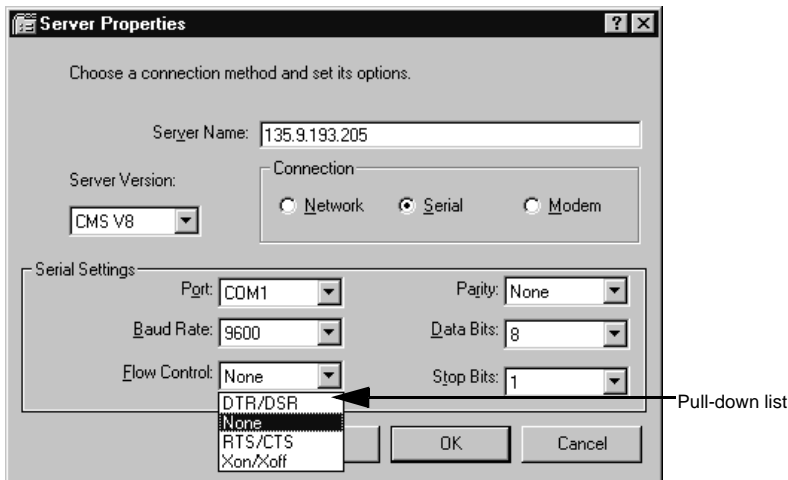 Server Properties
Choose a connection method and set its options.
Server Name: 135.9.193.205
Server Version:
CMS V8
Connection
Network Serial Modem
Serial Settings
Port: COM1
Parity: None
Baud Rate: 9600
Data Bits: 8
Flow Control: None
Stop Bits: 1
DTR/DSR
None
RTS/CTS
Xon/Xoff
Pull-down list
OK Cancel